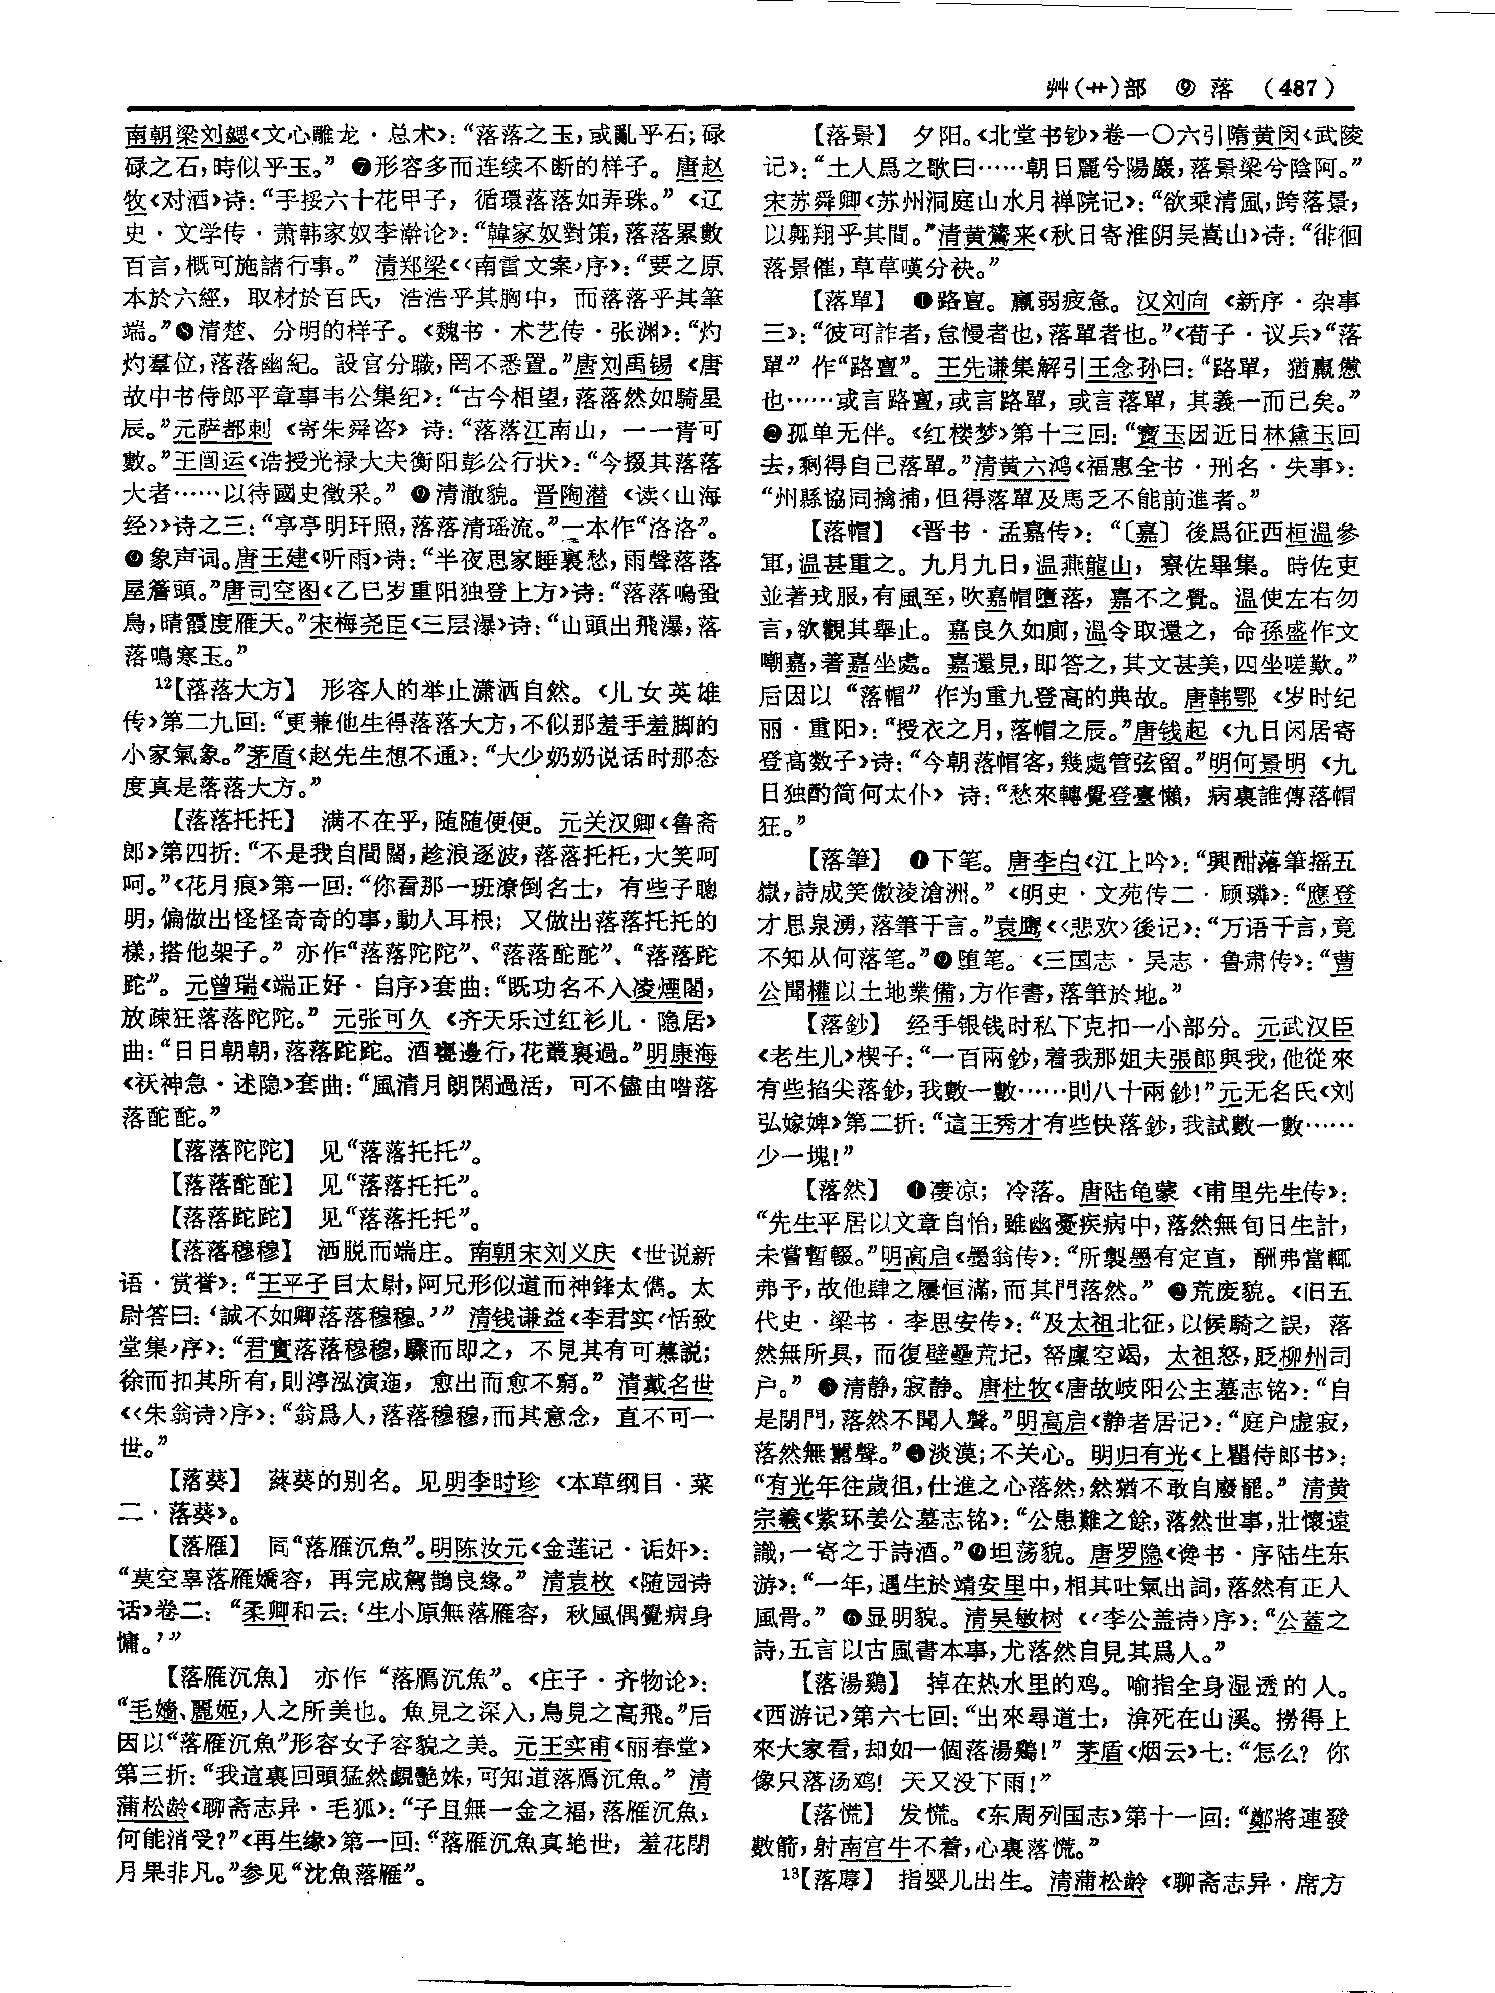 艸(艹)部 ⑨ 落 (487)
南朝梁刘勰《文心雕龙·总术》：“落落之玉，或亂乎石；碌
碌之石，時似乎玉。” ❼形容多而连续不断的样子。唐赵
牧《对酒》诗：“手挼六十花甲子，循環落落如弄珠。”《辽
史·文学传·萧韩家奴李澣论》：“韓家奴對策，落落累數
百言，概可施諸行事。” 清郑梁《〈南雷文案〉序》：“要之原
本於六經，取材於百氏，浩浩乎其胸中，而落落乎其筆
端。”❽清楚、分明的样子。《魏书·术艺传·张渊》：“灼
灼羣位，落落幽紀。設官分職，罔不悉置。”唐刘禹锡《唐
故中书侍郎平章事韦公集纪》：“古今相望，落落然如騎星
辰。”元萨都剌《寄朱舜咨》诗：“落落江南山，一一青可
數。”王闿运《诰授光禄大夫衡阳彭公行状》：“今掇其落落
大者……以待國史徵采。” ❾清澈貌。晋陶潜《读〈山海
经〉》诗之三：“亭亭明玕照，落落清瑶流。”一本作“洛洛”。
❿象声词。唐王建《听雨》诗：“半夜思家睡裏愁，雨聲落落
屋簷頭。”唐司空图《乙巳岁重阳独登上方》诗：“落落鳴蛩
鳥，晴霞度雁天。”宋梅尧臣《三层瀑》诗：“山頭出飛瀑，落
落鳴寒玉。”
12【落落大方】 形容人的举止潇洒自然。《儿女英雄
传》第二九回：“更兼他生得落落大方，不似那羞手羞脚的
小家氣象。”茅盾《赵先生想不通》：“大少奶奶说话时那态
度真是落落大方。”
【落落托托】 满不在乎，随随便便。元关汉卿《鲁斋
郎》第四折：“不是我自間闊，趁浪逐波，落落托托，大笑呵
呵。”《花月痕》第一回：“你看那一班潦倒名士，有些子聰
明，偏做出怪怪奇奇的事，動人耳根；又做出落落托托的
樣，搭他架子。” 亦作“落落陀陀”、“落落酡酡”、“落落跎
跎”。元曾瑞《端正好·自序》套曲：“既功名不入凌煙閣，
放疎狂落落陀陀。” 元张可久《齐天乐过红衫儿·隐居》
曲：“日日朝朝，落落跎跎。酒甕邊行，花叢裏過。”明康海
《袄神急·述隐》套曲：“風清月朗閑過活，可不儘由喒落
落酡酡。”
【落落陀陀】 见“落落托托”。
【落落酡酡】 见“落落托托”。
【落落跎跎】 见“落落托托”。
【落落穆穆】 洒脱而端庄。南朝宋刘义庆《世说新
语·赏誉》：“王平子目太尉，阿兄形似道而神鋒太儁。太
尉答曰：‘誠不如卿落落穆穆。’” 清钱谦益《李君实〈恬致
堂集〉序》：“君實落落穆穆，驟而即之，不見其有可慕説；
徐而扣其所有，則渟泓演迤，愈出而愈不窮。” 清戴名世
《〈朱翁诗〉序》：“翁爲人，落落穆穆，而其意念，直不可一
世。”
【落葵】 蔠葵的别名。见明李时珍《本草纲目·菜
二·落葵》。
【落雁】 同“落雁沉魚”。明陈汝元《金莲记·诟奸》：
“莫空辜落雁嬌容，再完成鴛鵲良缘。” 清袁枚《随园诗
话》卷二：“柔卿和云：‘生小原無落雁容，秋風偶覺病身
慵。’”
【落雁沉魚】 亦作“落鴈沉魚”。《庄子·齐物论》：
“毛嬙、麗姬，人之所美也。魚見之深入，鳥見之高飛。”后
因以“落雁沉魚”形容女子容貌之美。元王实甫《丽春堂》
第三折：“我這裏回頭猛然覷艷姝，可知道落鴈沉魚。” 清
蒲松龄《聊斋志异·毛狐》：“子且無一金之福，落雁沉魚，
何能消受？”《再生缘》第一回：“落雁沉魚真绝世，羞花閉
月果非凡。”参见“沈魚落雁”。
【落景】 夕阳。《北堂书钞》卷一〇六引隋黄闵《武陵
记》：“土人爲之歌曰……朝日麗兮陽巖，落景梁兮陰阿。”
宋苏舜卿《苏州洞庭山水月禅院记》：“欲乘清風，跨落景，
以翺翔乎其間。”清黄鷟来《秋日寄淮阴吴嵩山》诗：“徘徊
落景催，草草嘆分袂。”
【落單】 ❶路亶。羸弱疲惫。汉刘向《新序·杂事
三》：“彼可詐者，怠慢者也，落單者也。”《荀子·议兵》“落
單”作“路亶”。王先谦集解引王念孙曰：“路單，猶羸憊
也……或言路亶，或言路單，或言落單，其義一而已矣。”
❷孤单无伴。《红楼梦》第十三回：“寶玉因近日林黛玉回
去，剩得自己落單。”清黄六鸿《福惠全书·刑名·失事》：
“州縣協同擒捕，但得落單及馬乏不能前進者。”
【落帽】 《晋书·孟嘉传》：“〔嘉〕後爲征西桓温參
軍，温甚重之。九月九日，温燕龍山，寮佐畢集。時佐吏
並著戎服，有風至，吹嘉帽墮落，嘉不之覺。温使左右勿
言，欲觀其舉止。嘉良久如廁，温令取還之，命孫盛作文
嘲嘉，著嘉坐處。嘉還見，即答之，其文甚美，四坐嗟歎。”
后因以“落帽”作为重九登高的典故。唐韩鄂《岁时纪
丽·重阳》：“授衣之月，落帽之辰。”唐钱起《九日闲居寄
登高数子》诗：“今朝落帽客，幾處管弦留。”明何景明《九
日独酌简何太仆》诗：“愁來轉覺登臺懶，病裏誰傳落帽
狂。”
【落筆】 ❶下笔。唐李白《江上吟》：“興酣落筆摇五
嶽，詩成笑傲淩滄洲。”《明史·文苑传二·顾璘》：“應登
才思泉湧，落筆千言。”袁鹰《〈悲欢〉後记》：“万语千言，竟
不知从何落笔。”❷堕笔。《三国志·吴志·鲁肃传》：“曹
公聞權以土地業備，方作書，落筆於地。”
【落鈔】 经手银钱时私下克扣一小部分。元武汉臣
《老生儿》楔子：“一百兩鈔，着我那姐夫張郎與我，他從來
有些掐尖落鈔，我數一數……則八十兩鈔！”元无名氏《刘
弘嫁婢》第二折：“這王秀才有些快落鈔，我試數一數……
少一塊！”
【落然】 ❶凄凉；冷落。唐陆龟蒙《甫里先生传》：
“先生平居以文章自怡，雖幽憂疾病中，落然無旬日生計，
未嘗暫輟。”明高启《墨翁传》：“所製墨有定直，酬弗當輒
弗予，故他肆之屨恒滿，而其門落然。” ❷荒废貌。《旧五
代史·梁书·李思安传》：“及太祖北征，以候騎之誤，落
然無所具，而復壁壘荒圮，帑廩空竭，太祖怒，貶柳州司
户。” ❸清静，寂静。唐杜牧《唐故岐阳公主墓志铭》：“自
是閉門，落然不聞人聲。”明高启《静者居记》：“庭户虚寂，
落然無囂聲。”❹淡漠；不关心。明归有光《上瞿侍郎书》：
“有光年往歲徂，仕進之心落然，然猶不敢自廢罷。” 清黄
宗羲《紫环姜公墓志铭》：“公患難之餘，落然世事，壯懷遠
識，一寄之于詩酒。”❺坦荡貌。唐罗隐《谗书·序陆生东
游》：“一年，遇生於靖安里中，相其吐氣出詞，落然有正人
風骨。” ❻显明貌。清吴敏树《〈李公盖诗〉序》：“公蓋之
詩，五言以古風書本事，尤落然自見其爲人。”
【落湯鷄】 掉在热水里的鸡。喻指全身湿透的人。
《西游记》第六七回：“出來尋道士，渰死在山溪。撈得上
來大家看，却如一個落湯鷄！” 茅盾《烟云》七：“怎么？你
像只落汤鸡！天又没下雨！”
【落慌】 发慌。《东周列国志》第十一回：“鄭將連發
數箭，射南宫牛不着，心裏落慌。”
13【落蓐】 指婴儿出生。清蒲松龄《聊斋志异·席方